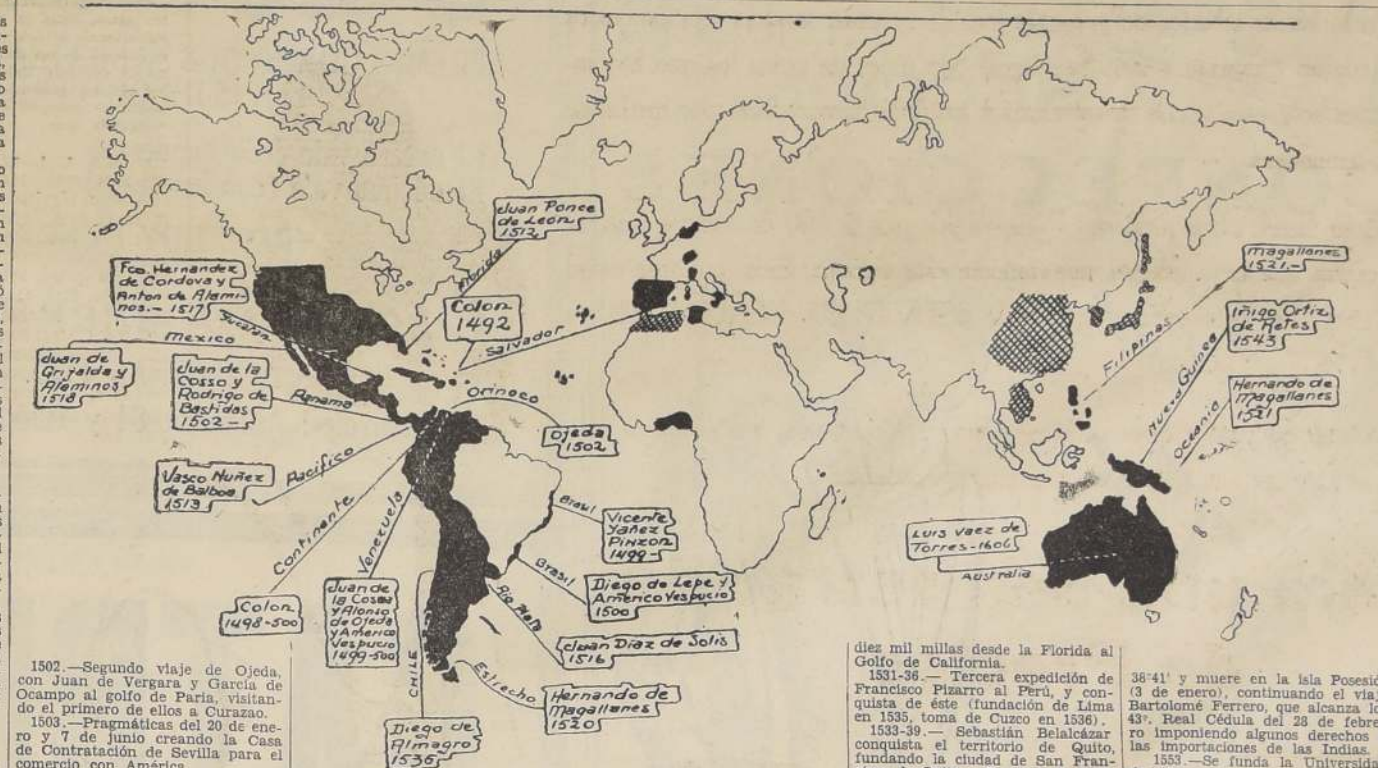 Juan Ponce
de Leon
1512
Florida
Fco. Hernandez
de Cordova y
Anton de Alami-
nos.- 1517
Yucatan
Mexico
Juan de
Grijalda y
Alaminos
1518
Colon
1492
Salvador
Juan de la
Cosso y
Rodrigo de
Bastidas
1502 -
Panama
Orinoco
Ojeda
1502
Vasco Nuñez
de Balboa
1513
Pacifico
Continente
Colon
1498-500
Venezuela
Juan de
la Cossa
y Alonso
de Ojeda
y Americo
Vespucio
1499-500
Brasil
Vicente
Yañez
Pinzon
1499-
Brasil
Diego de Lepe y
Americo Vespucio
1500
Rio Plata
Juan Diaz de Solis
1516
Estrecho
Hernando de
Magallanes
1520
CHILE
Diego de
Almagro
1535
Magallanes
1521.-
Filipinas
Iñigo Ortiz
de Retes
1543
Nueva Guinea
Hernando de
Magallanes
1521
Oceania
Luis Vaez de
Torres-1606
Australia
1502.—Segundo viaje de Ojeda,
con Juan de Vergara y García de
Ocampo al golfo de Paria, visitan-
do el primero de ellos a Curazao.
1503.—Pragmáticas del 20 de ene-
ro y 7 de junio creando la Casa
de Contratación de Sevilla para el
comercio con América.
diez mil millas desde la Florida al
Golfo de California.
1531-36.— Tercera expedición de
Francisco Pizarro al Perú, y con-
quista de éste (fundación de Lima
en 1535, toma de Cuzco en 1536).
1533-39.— Sebastián Belalcázar
conquista el territorio de Quito,
fundando la ciudad de San Fran-
38°41' y muere en la isla Posesió
(3 de enero), continuando el viaj
Bartolomé Ferrero, que alcanza lo
43°. Real Cédula del 28 de febre
ro imponiendo algunos derechos
las importaciones de las Indias.
1553.—Se funda la Universida